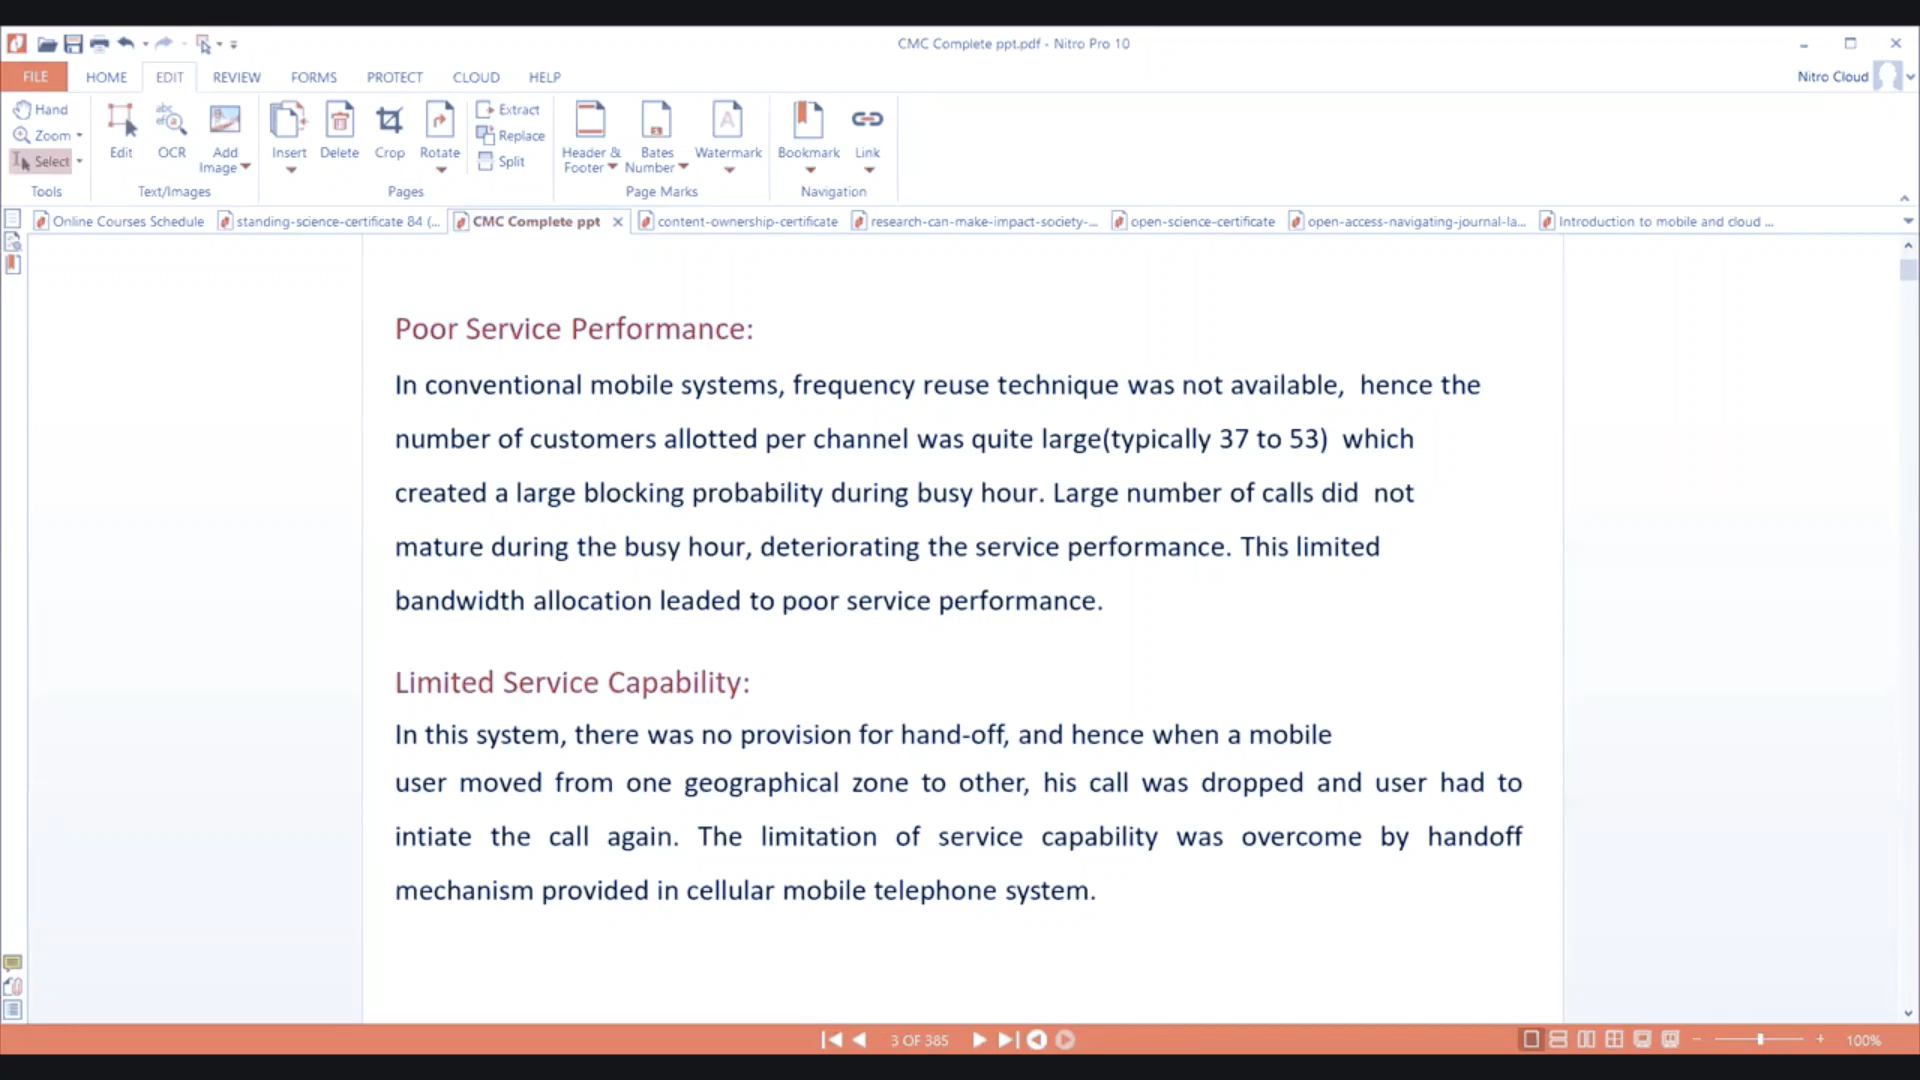 CMC Complete ppt.pdf - Nitro Pro 10
FILE HOME EDIT REVIEW FORMS PROTECT CLOUD HELP Nitro Cloud
Hand
Zoom
Select
Tools
Edit OCR Add Image
Text/Images
Insert Delete Crop Rotate
Extract
Replace
Split
Pages
Header & Footer Bates Number Watermark
Page Marks
Bookmark Link
Navigation
Online Courses Schedule standing-science-certificate 84 (... CMC Complete ppt content-ownership-certificate research-can-make-impact-society-... open-science-certificate open-access-navigating-journal-la... Introduction to mobile and cloud ...
Poor Service Performance:
In conventional mobile systems, frequency reuse technique was not available, hence the
number of customers allotted per channel was quite large(typically 37 to 53) which
created a large blocking probability during busy hour. Large number of calls did not
mature during the busy hour, deteriorating the service performance. This limited
bandwidth allocation leaded to poor service performance.
Limited Service Capability:
In this system, there was no provision for hand-off, and hence when a mobile
user moved from one geographical zone to other, his call was dropped and user had to
intiate the call again. The limitation of service capability was overcome by handoff
mechanism provided in cellular mobile telephone system.
3 OF 385
100%